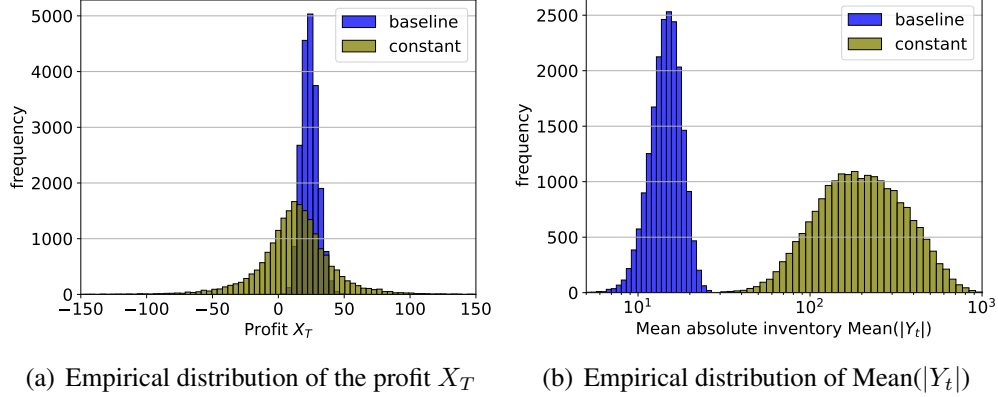 5000
4000
3000
2000
1000
0
frequency
baseline
constant
−150 −100 −50 0 50 100 150
Profit X_T
(a) Empirical distribution of the profit X_T
2500
2000
1500
1000
500
0
frequency
baseline
constant
10^1 10^2 10^3
Mean absolute inventory Mean(|Y_t|)
(b) Empirical distribution of Mean(|Y_t|)